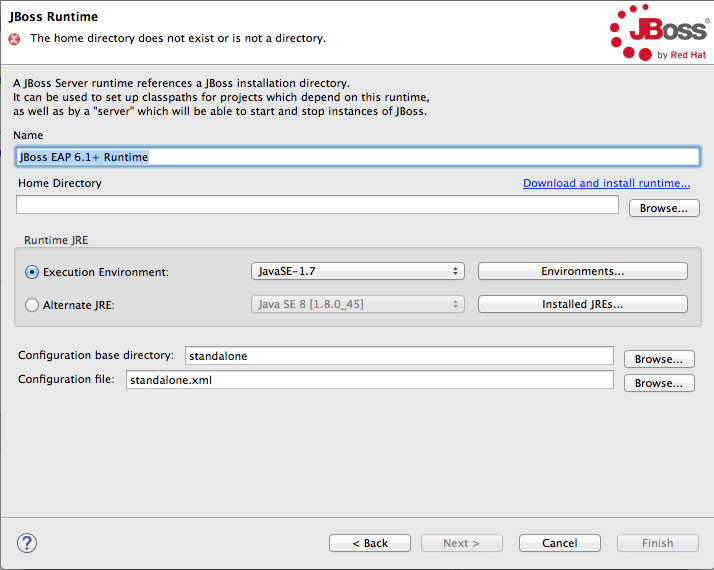 JBoss Runtime
The home directory does not exist or is not a directory.
JBoss®
by Red Hat
A JBoss Server runtime references a JBoss installation directory.
It can be used to set up classpaths for projects which depend on this runtime,
as well as by a "server" which will be able to start and stop instances of JBoss.
Name
JBoss EAP 6.1+ Runtime
Home Directory
Download and install runtime...
Browse...
Runtime JRE
Execution Environment:
JavaSE-1.7
Environments...
Alternate JRE:
Java SE 8 [1.8.0_45]
Installed JREs...
Configuration base directory:
standalone
Browse...
Configuration file:
standalone.xml
Browse...
?
< Back
Next >
Cancel
Finish